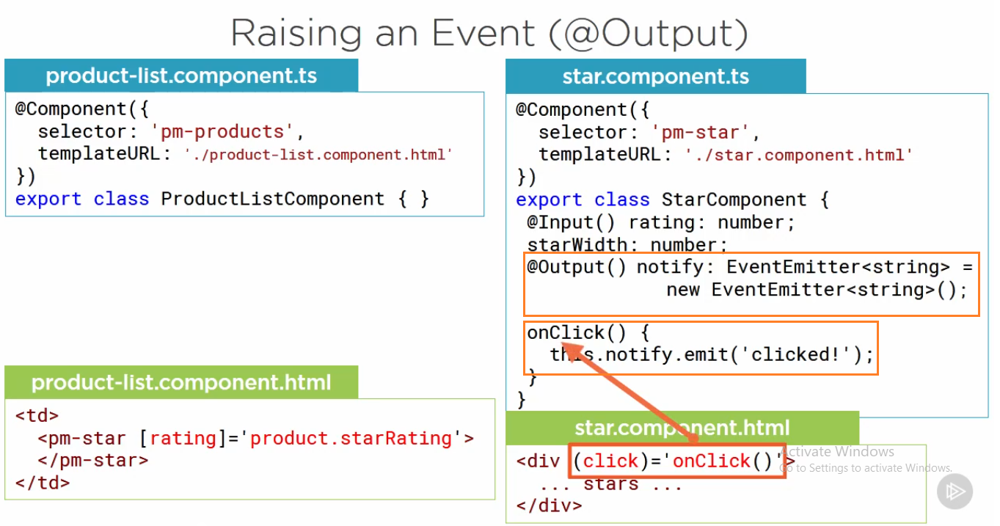 Raising an Event (@Output)
product-list.component.ts
@Component({
  selector: 'pm-products',
  templateURL: './product-list.component.html'
})
export class ProductListComponent { }
product-list.component.html
<td>
  <pm-star [rating]='product.starRating'>
  </pm-star>
</td>
star.component.ts
@Component({
  selector: 'pm-star',
  templateURL: './star.component.html'
})
export class StarComponent {
 @Input() rating: number;
 starWidth: number;
 @Output() notify: EventEmitter<string> =
             new EventEmitter<string>();
 onClick() {
   this.notify.emit('clicked!');
 }
}
star.component.html
<div (click)='onClick()'>
  ... stars ...
</div>
Activate Windows
Go to Settings to activate Windows.